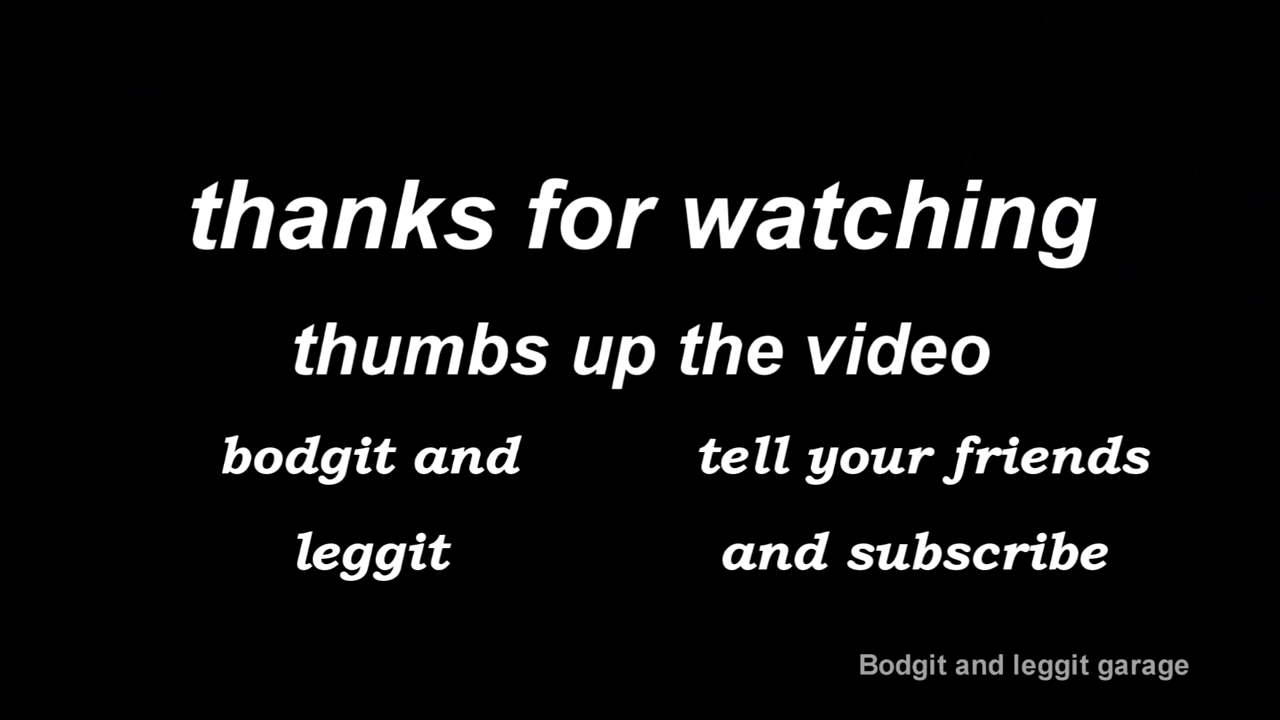 thanks for watching
thumbs up the video
bodgit and
leggit
tell your friends
and subscribe
Bodgit and leggit garage